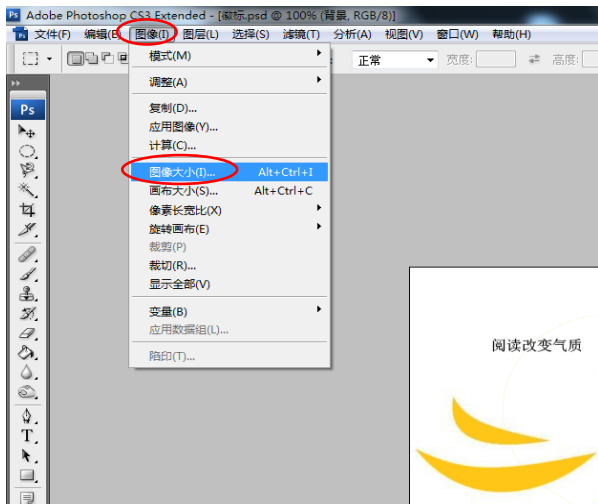 Adobe Photoshop CS3 Extended - [徽标.psd @ 100% (背景, RGB/8)]
文件(F) 编辑(E) 图像(I) 图层(L) 选择(S) 滤镜(T) 分析(A) 视图(V) 窗口(W) 帮助(H)
正常 宽度: 高度:
模式(M)
调整(A)
复制(D)...
应用图像(Y)...
计算(C)...
图像大小(I)... Alt+Ctrl+I
画布大小(S)... Alt+Ctrl+C
像素长宽比(X)
旋转画布(E)
裁剪(P)
裁切(R)...
显示全部(V)
变量(B)
应用数据组(L)...
陷印(T)...
Ps
阅读改变气质